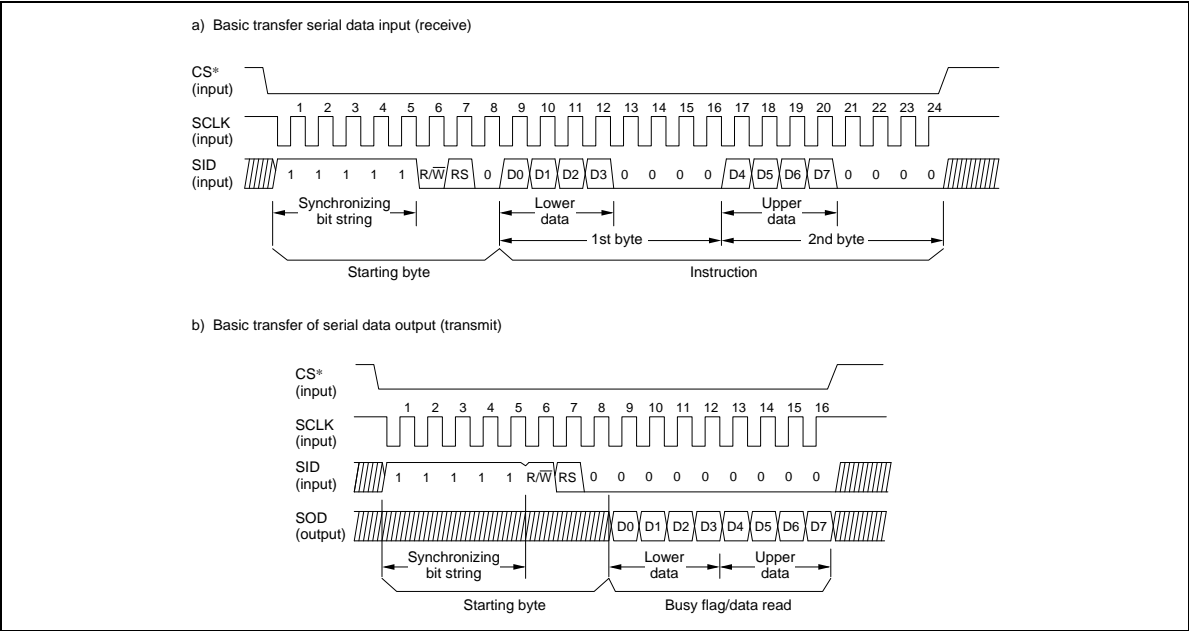 a) Basic transfer serial data input (receive)
CS*
(input)
1 2 3 4 5 6 7 8 9 10 11 12 13 14 15 16 17 18 19 20 21 22 23 24
SCLK
(input)
SID
(input)
1 1 1 1 1 R/W̅ RS 0 D0 D1 D2 D3 0 0 0 0 D4 D5 D6 D7 0 0 0 0
Synchronizing
bit string
Lower
data
Upper
data
1st byte
2nd byte
Starting byte
Instruction
b) Basic transfer of serial data output (transmit)
CS*
(input)
1 2 3 4 5 6 7 8 9 10 11 12 13 14 15 16
SCLK
(input)
SID
(input)
1 1 1 1 1 R/W̅ RS 0 0 0 0 0 0 0 0 0
SOD
(output)
D0 D1 D2 D3 D4 D5 D6 D7
Synchronizing
bit string
Lower
data
Upper
data
Starting byte
Busy flag/data read